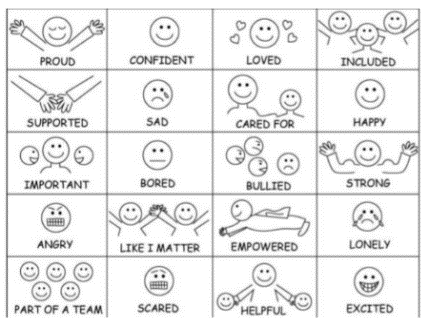 PROUD CONFIDENT LOVED INCLUDED
SUPPORTED SAD CARED FOR HAPPY
IMPORTANT BORED BULLIED STRONG
ANGRY LIKE I MATTER EMPOWERED LONELY
PART OF A TEAM SCARED HELPFUL EXCITED